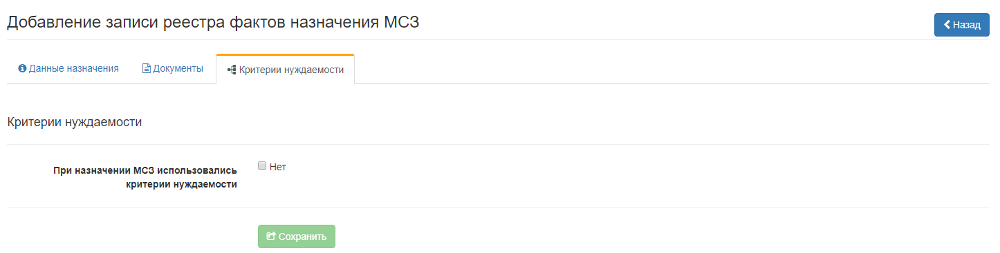 Добавление записи реестра фактов назначения МСЗ
Назад
Данные назначения
Документы
Критерии нуждаемости
Критерии нуждаемости
При назначении МСЗ использовались
критерии нуждаемости
Нет
Сохранить